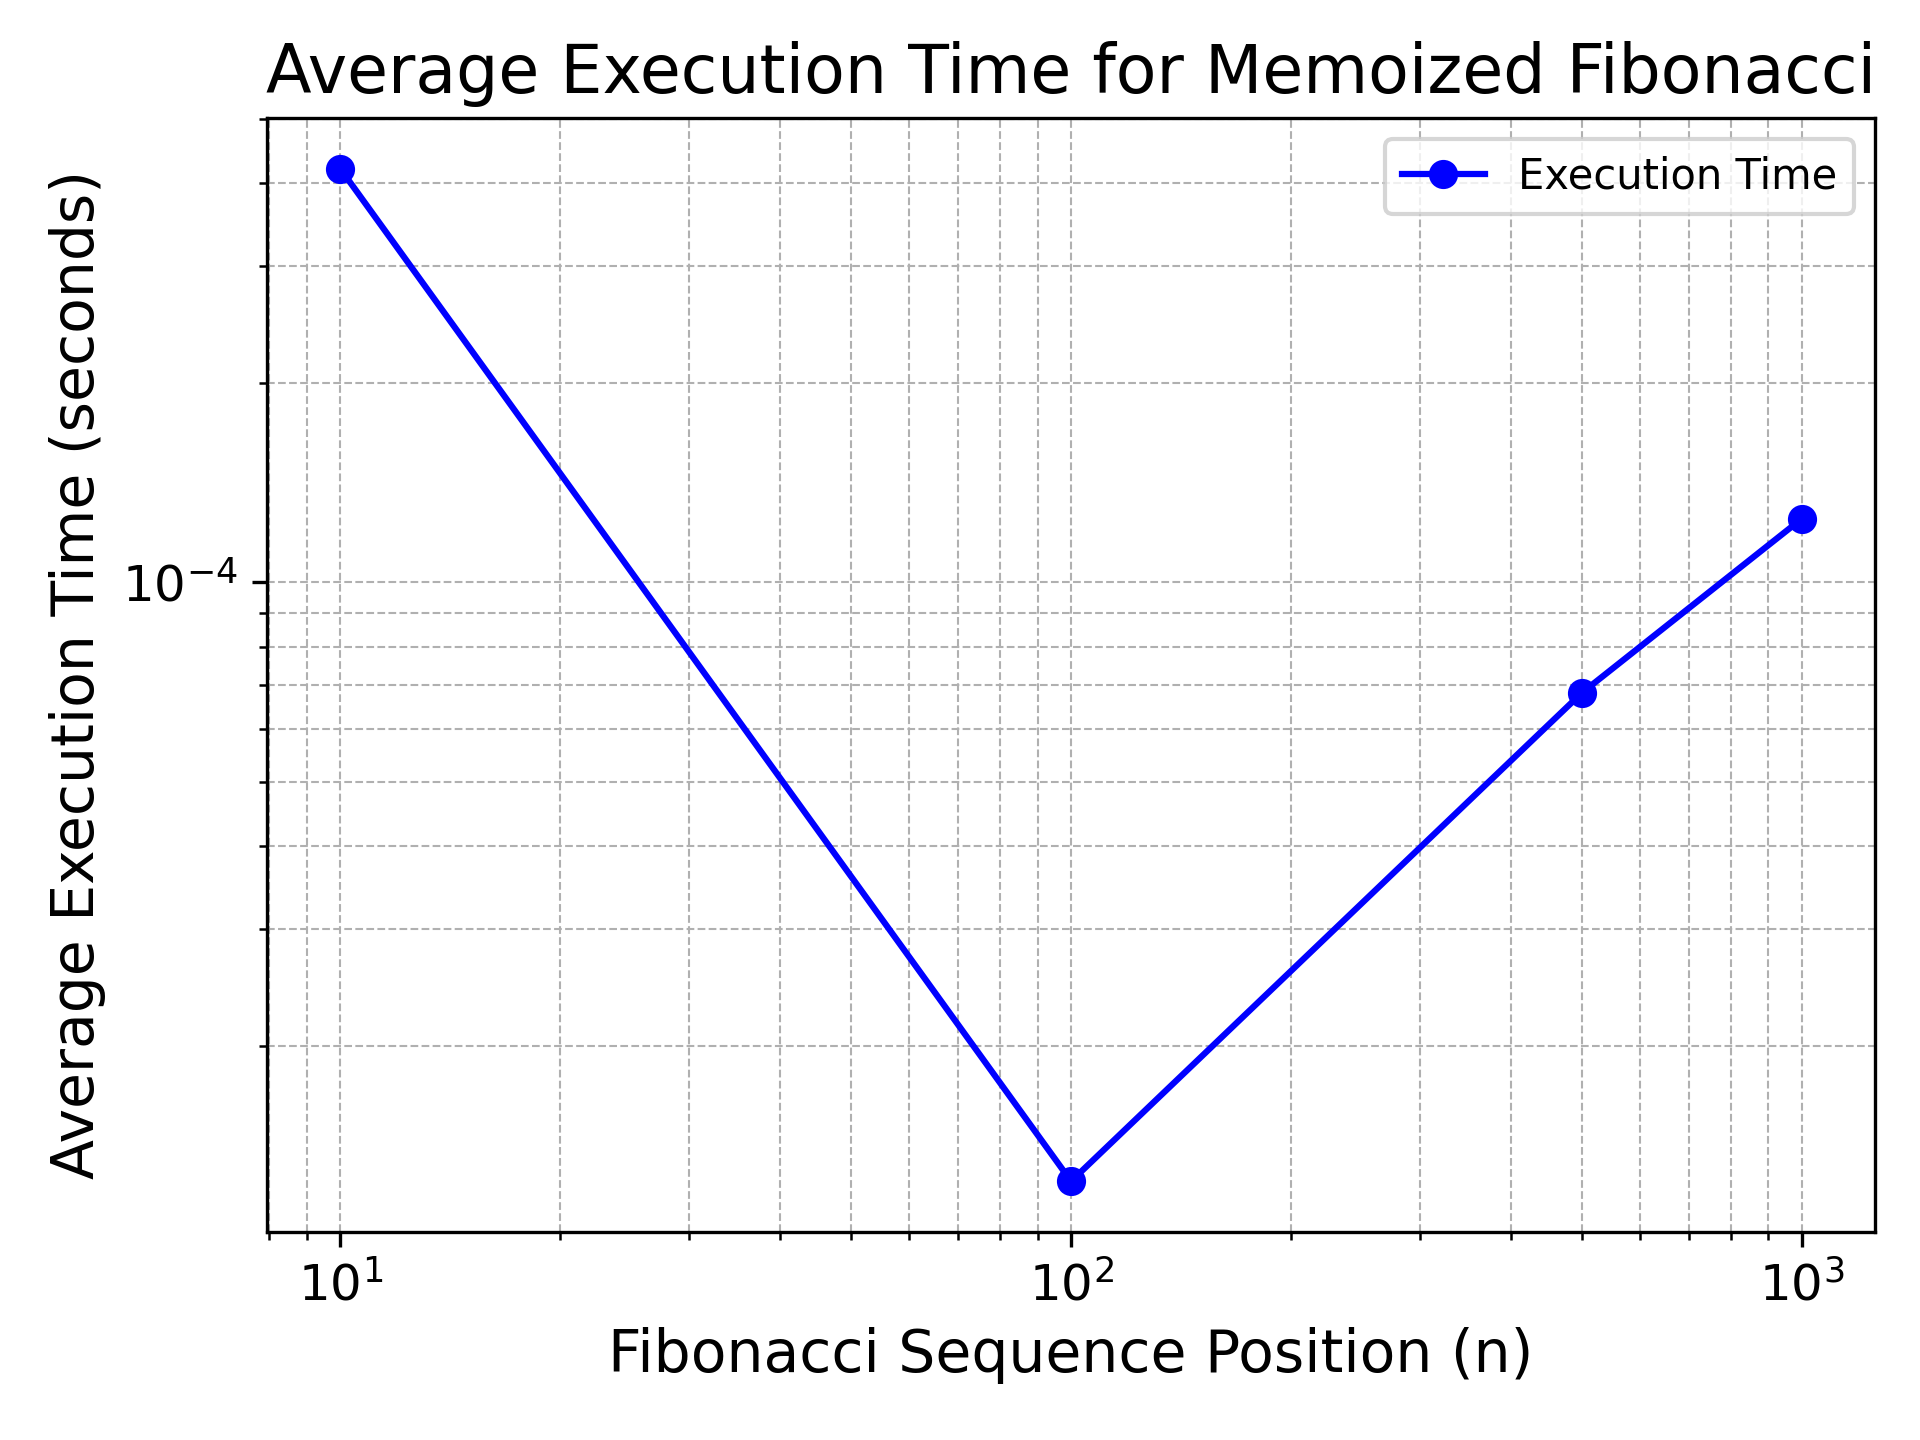 Average Execution Time for Memoized Fibonacci
Execution Time
Average Execution Time (seconds)
10⁻⁴
10¹
10²
10³
Fibonacci Sequence Position (n)